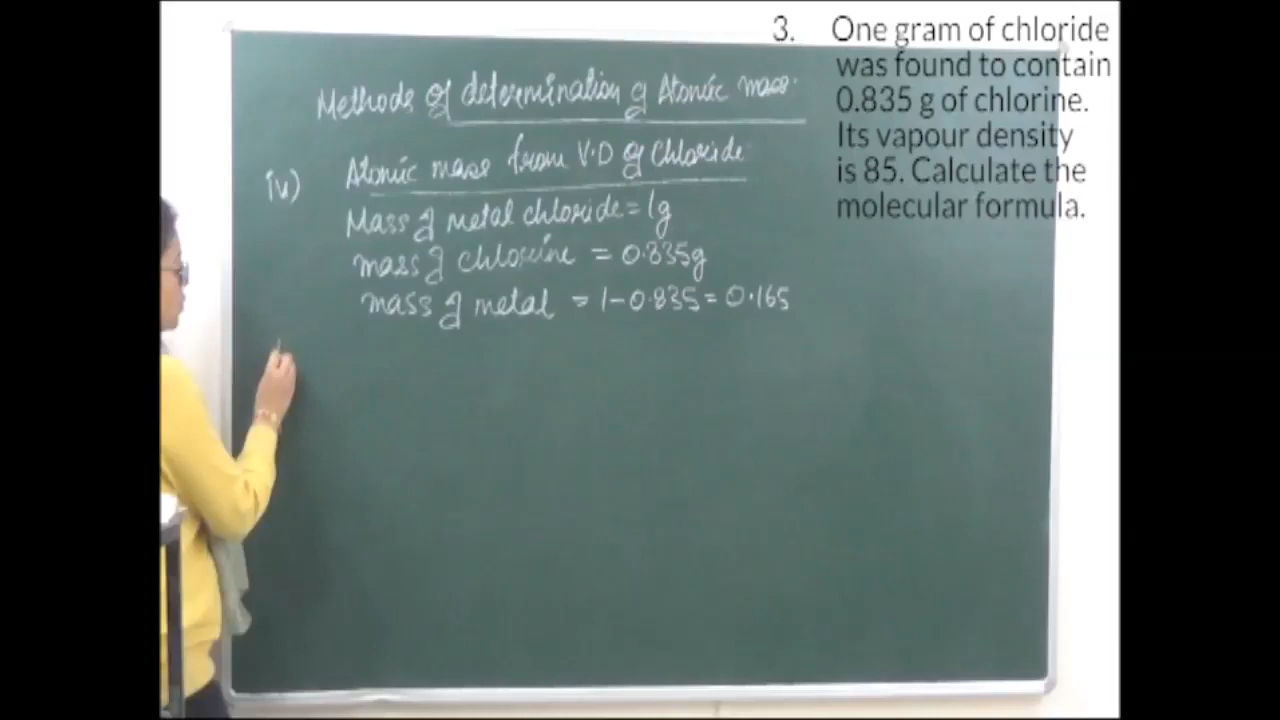 3. One gram of chloride
was found to contain
0.835 g of chlorine.
Its vapour density
is 85. Calculate the
molecular formula.
Methods of determination of Atomic mass.
iv) Atomic mass from V.D of Chloride
Mass of metal chloride = 1g
mass of chlorine = 0.835g
mass of metal = 1-0.835 = 0.165